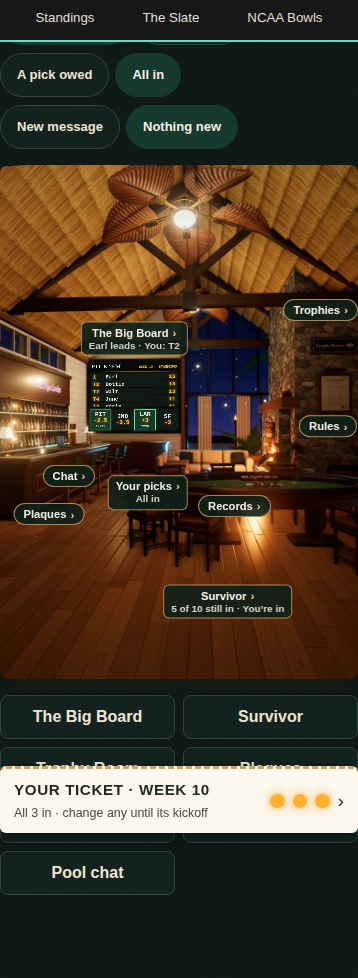 Standings The Slate NCAA Bowls
A pick owed All in
New message Nothing new
Trophies ›
The Big Board ›
Earl leads · You: T2
Rules ›
Chat ›
Your picks ›
All in
Records ›
Plaques ›
Survivor ›
5 of 10 still in · You're in
The Big Board Survivor
YOUR TICKET · WEEK 10
All 3 in · change any until its kickoff ›
Pool chat